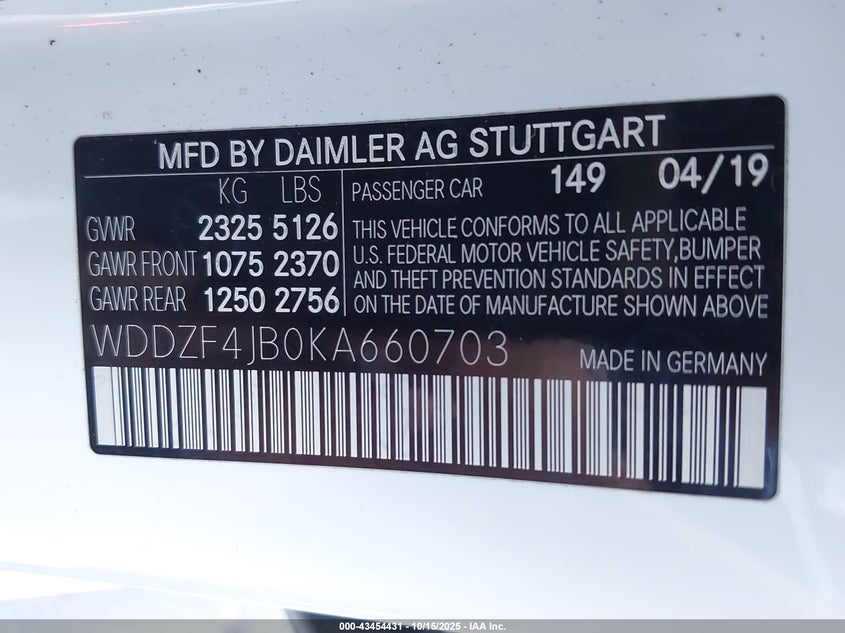 MFD BY DAIMLER AG STUTTGART
KG LBS
GVWR 2325 5126
GAWR FRONT 1075 2370
GAWR REAR 1250 2756
PASSENGER CAR 149 04/19
THIS VEHICLE CONFORMS TO ALL APPLICABLE
U.S. FEDERAL MOTOR VEHICLE SAFETY,BUMPER
AND THEFT PREVENTION STANDARDS IN EFFECT
ON THE DATE OF MANUFACTURE SHOWN ABOVE
WDDZF4JB0KA660703
MADE IN GERMANY
000-43454431 - 10/15/2025 - IAA Inc.